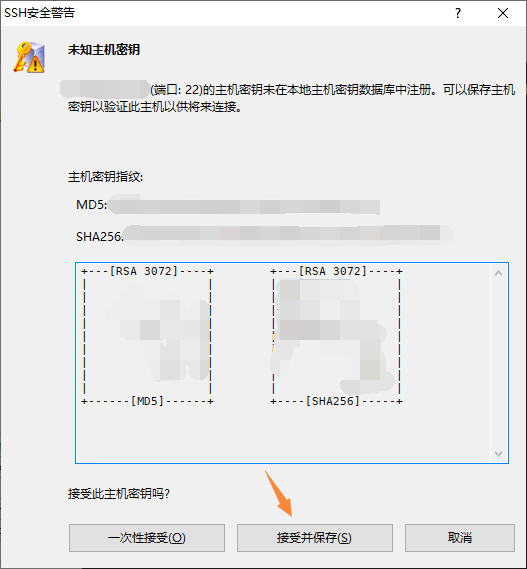 SSH安全警告
未知主机密钥
(端口: 22)的主机密钥未在本地主机密钥数据库中注册。可以保存主机
密钥以验证此主机以供将来连接。
主机密钥指纹:
MD5:
SHA256:
+---[RSA 3072]----+ +---[RSA 3072]----+
+------[MD5]------+ +----[SHA256]-----+
接受此主机密钥吗?
一次性接受(O) 接受并保存(S) 取消